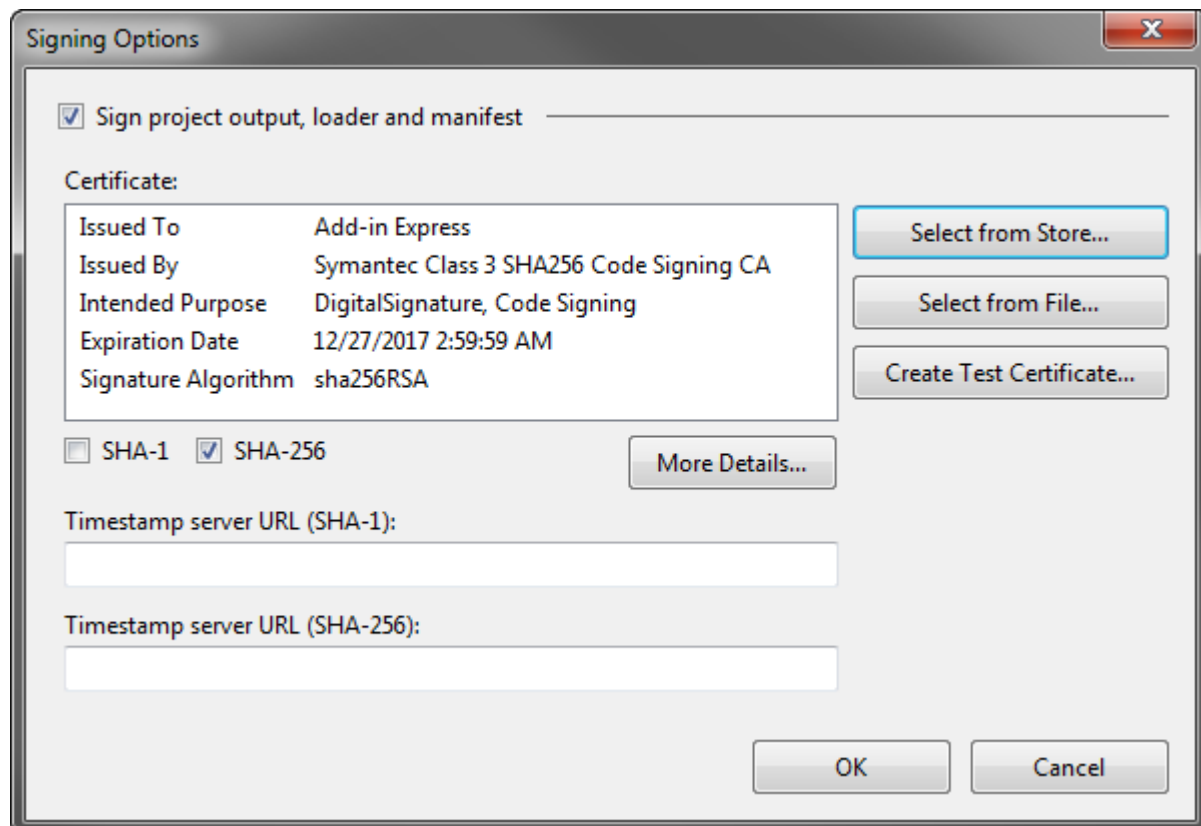 Signing Options
Sign project output, loader and manifest
Certificate:
Issued To Add-in Express
Issued By Symantec Class 3 SHA256 Code Signing CA
Intended Purpose DigitalSignature, Code Signing
Expiration Date 12/27/2017 2:59:59 AM
Signature Algorithm sha256RSA
Select from Store...
Select from File...
Create Test Certificate...
SHA-1 SHA-256
More Details...
Timestamp server URL (SHA-1):
Timestamp server URL (SHA-256):
OK Cancel